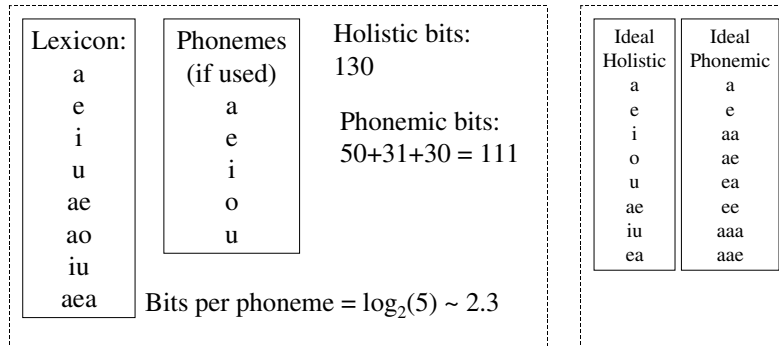 Lexicon:
a
e
i
u
ae
ao
iu
aea
Phonemes
(if used)
a
e
i
o
u
Holistic bits:
130
Phonemic bits:
50+31+30 = 111
Bits per phoneme = log₂(5) ~ 2.3
Ideal
Holistic
a
e
i
o
u
ae
iu
ea
Ideal
Phonemic
a
e
aa
ae
ea
ee
aaa
aae